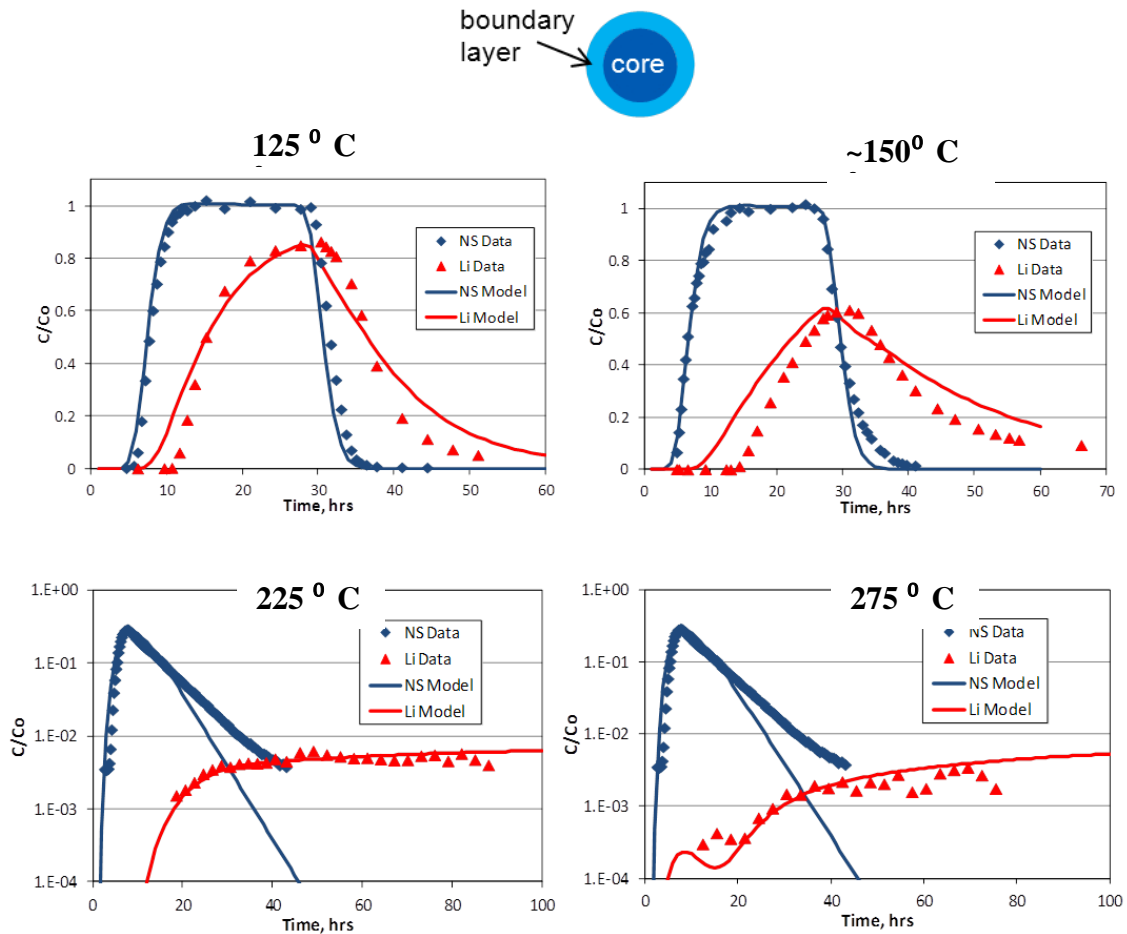 boundary
layer
core
125 ⁰ C
~150⁰ C
1
0.8
0.6
0.4
0.2
0
C/Co
0 10 20 30 40 50 60
Time, hrs
NS Data
Li Data
NS Model
Li Model
1
0.8
0.6
0.4
0.2
0
C/Co
0 10 20 30 40 50 60 70
Time, hrs
NS Data
Li Data
NS Model
Li Model
225 ⁰ C
275 ⁰ C
1.E+00
1.E-01
1.E-02
1.E-03
1.E-04
C/Co
0 20 40 60 80 100
Time, hrs
NS Data
Li Data
NS Model
Li Model
1.E+00
1.E-01
1.E-02
1.E-03
1.E-04
C/Co
0 20 40 60 80 100
Time, hrs
NS Data
Li Data
NS Model
Li Model